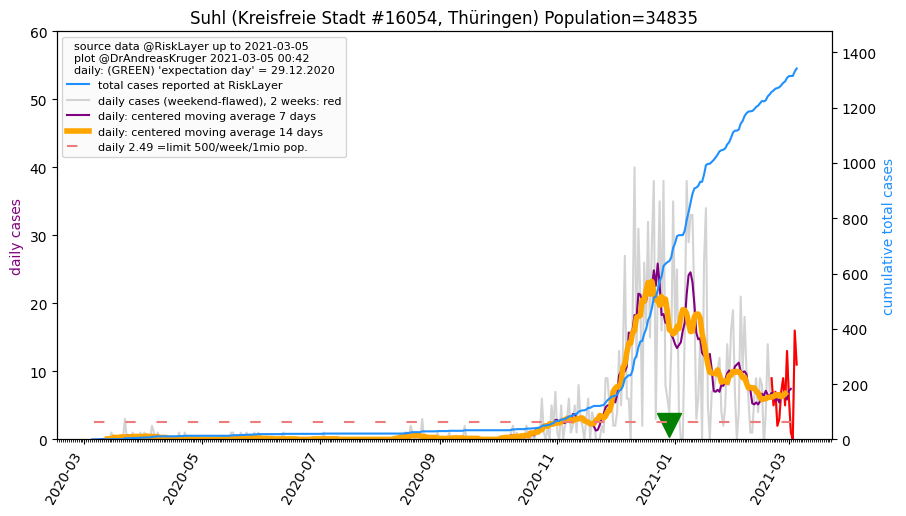 Suhl (Kreisfreie Stadt #16054, Thüringen) Population=34835
source data @RiskLayer up to 2021-03-05
plot @DrAndreasKruger 2021-03-05 00:42
daily: (GREEN) 'expectation day' = 29.12.2020
total cases reported at RiskLayer
daily cases (weekend-flawed), 2 weeks: red
daily: centered moving average 7 days
daily: centered moving average 14 days
daily 2.49 =limit 500/week/1mio pop.
daily cases
60
50
40
30
20
10
0
cumulative total cases
1400
1200
1000
800
600
400
200
0
2020-03
2020-05
2020-07
2020-09
2020-11
2021-01
2021-03